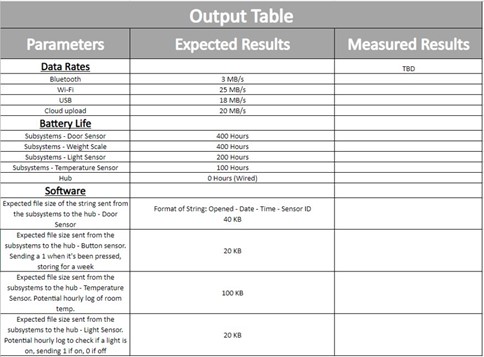 Output Table
Parameters Expected Results Measured Results
Data Rates TBD
Bluetooth 3 MB/s
Wi-Fi 25 MB/s
USB 18 MB/s
Cloud upload 20 MB/s
Battery Life
Subsystems - Door Sensor 400 Hours
Subsystems - Weight Scale 400 Hours
Subsystems - Light Sensor 200 Hours
Subsystems - Temperature Sensor 100 Hours
Hub 0 Hours (Wired)
Software
Expected file size of the string sent from
the subsystems to the hub - Door
Sensor
Format of String: Opened - Date - Time - Sensor ID
40 KB
Expected file size sent from the
subsystems to the hub - Button sensor.
Sending a 1 when it's been pressed,
storing for a week
20 KB
Expected file size sent from the
subsystems to the hub - Temperature
Sensor. Potential hourly log of room
temp.
100 KB
Expected file size sent from the
subsystems to the hub - Light Sensor.
Potential hourly log to check if a light is
on, sending 1 if on, 0 if off
20 KB